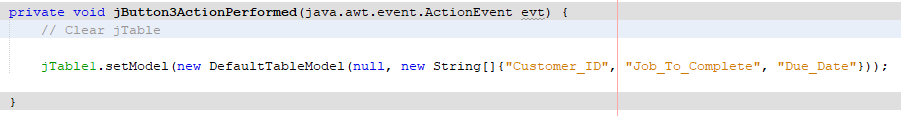 private void jButton3ActionPerformed(java.awt.event.ActionEvent evt) {
// Clear jTable
jTable1.setModel(new DefaultTableModel(null, new String[]{"Customer_ID", "Job_To_Complete", "Due_Date"}));
}